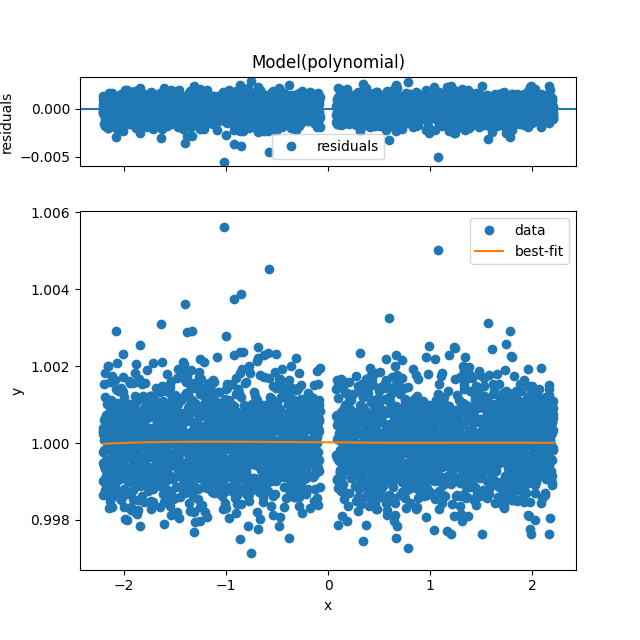 Model(polynomial)
residuals
0.000
−0.005
residuals
1.006
1.004
1.002
1.000
0.998
y
data
best-fit
−2
−1
0
1
2
x